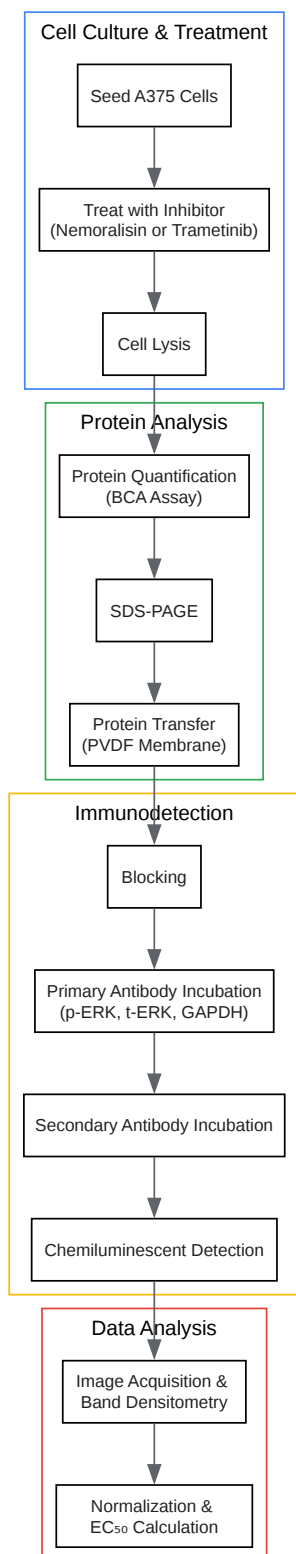 Cell Culture & Treatment
Seed A375 Cells
Treat with Inhibitor
(Nemoralisin or Trametinib)
Cell Lysis
Protein Analysis
Protein Quantification
(BCA Assay)
SDS-PAGE
Protein Transfer
(PVDF Membrane)
Immunodetection
Blocking
Primary Antibody Incubation
(p-ERK, t-ERK, GAPDH)
Secondary Antibody Incubation
Chemiluminescent Detection
Data Analysis
Image Acquisition &
Band Densitometry
Normalization &
EC₅₀ Calculation